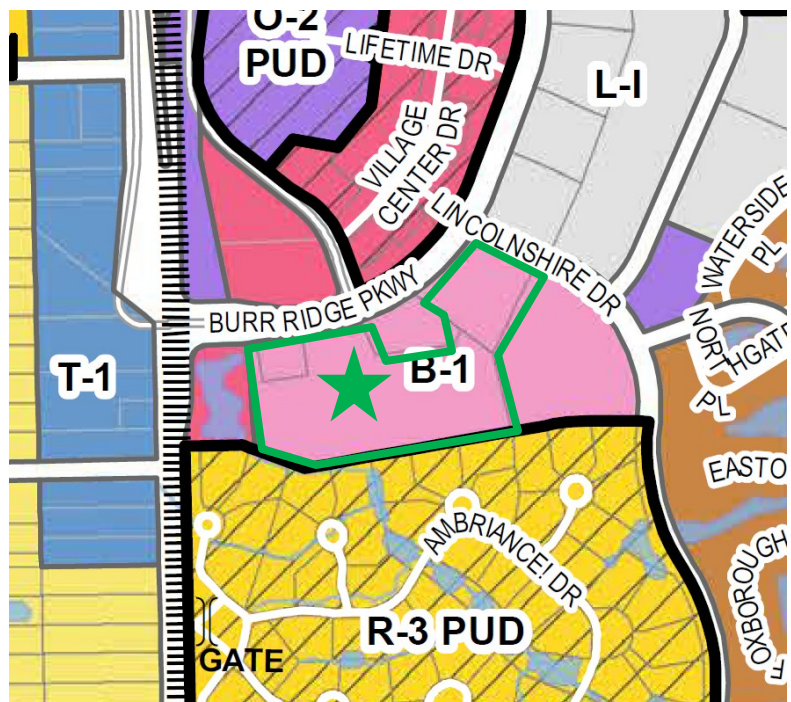 O-2
PUD
LIFETIME DR
L-I
VILLAGE
CENTER DR
LINCOLNSHIRE DR
WATERSIDE
PL
BURR RIDGE PKWY
NORTHGATE
PL
T-1
B-1
EASTO
AMBRIANCE! DR
FOXBOROUGH
R-3 PUD
GATE